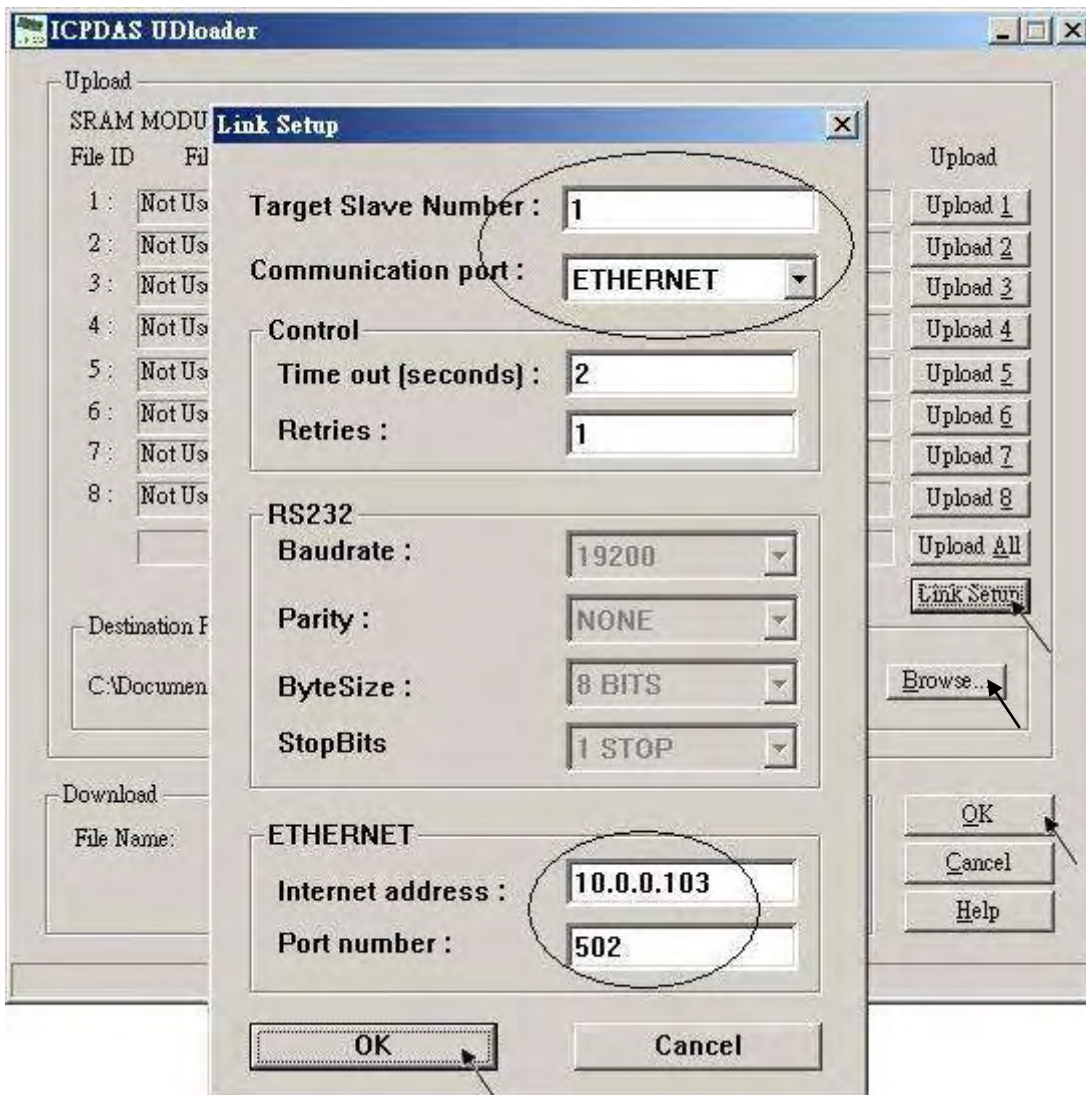 ICPDAS UDloader
Upload
SRAM MODU
File ID Fil Upload
1: Not Us Upload 1
2: Not Us Upload 2
3: Not Us Upload 3
4: Not Us Upload 4
5: Not Us Upload 5
6: Not Us Upload 6
7: Not Us Upload 7
8: Not Us Upload 8
Upload All
Link Setup
Destination F
C:\Documen Browse...
Download
File Name:
OK
Cancel
Help
Link Setup
Target Slave Number : 1
Communication port : ETHERNET
Control
Time out (seconds) : 2
Retries : 1
RS232
Baudrate : 19200
Parity : NONE
ByteSize : 8 BITS
StopBits 1 STOP
ETHERNET
Internet address : 10.0.0.103
Port number : 502
OK Cancel